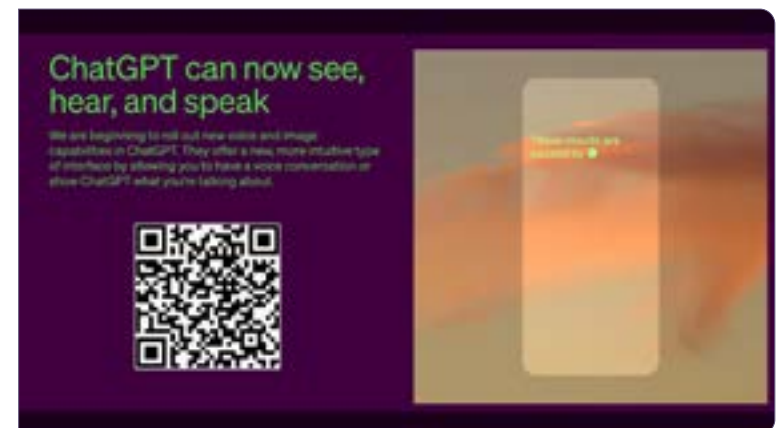 ChatGPT can now see,
hear, and speak
We are beginning to roll out new voice and image
capabilities in ChatGPT. They offer a new, more intuitive type
of interface by allowing you to have a voice conversation or
show ChatGPT what you're talking about.